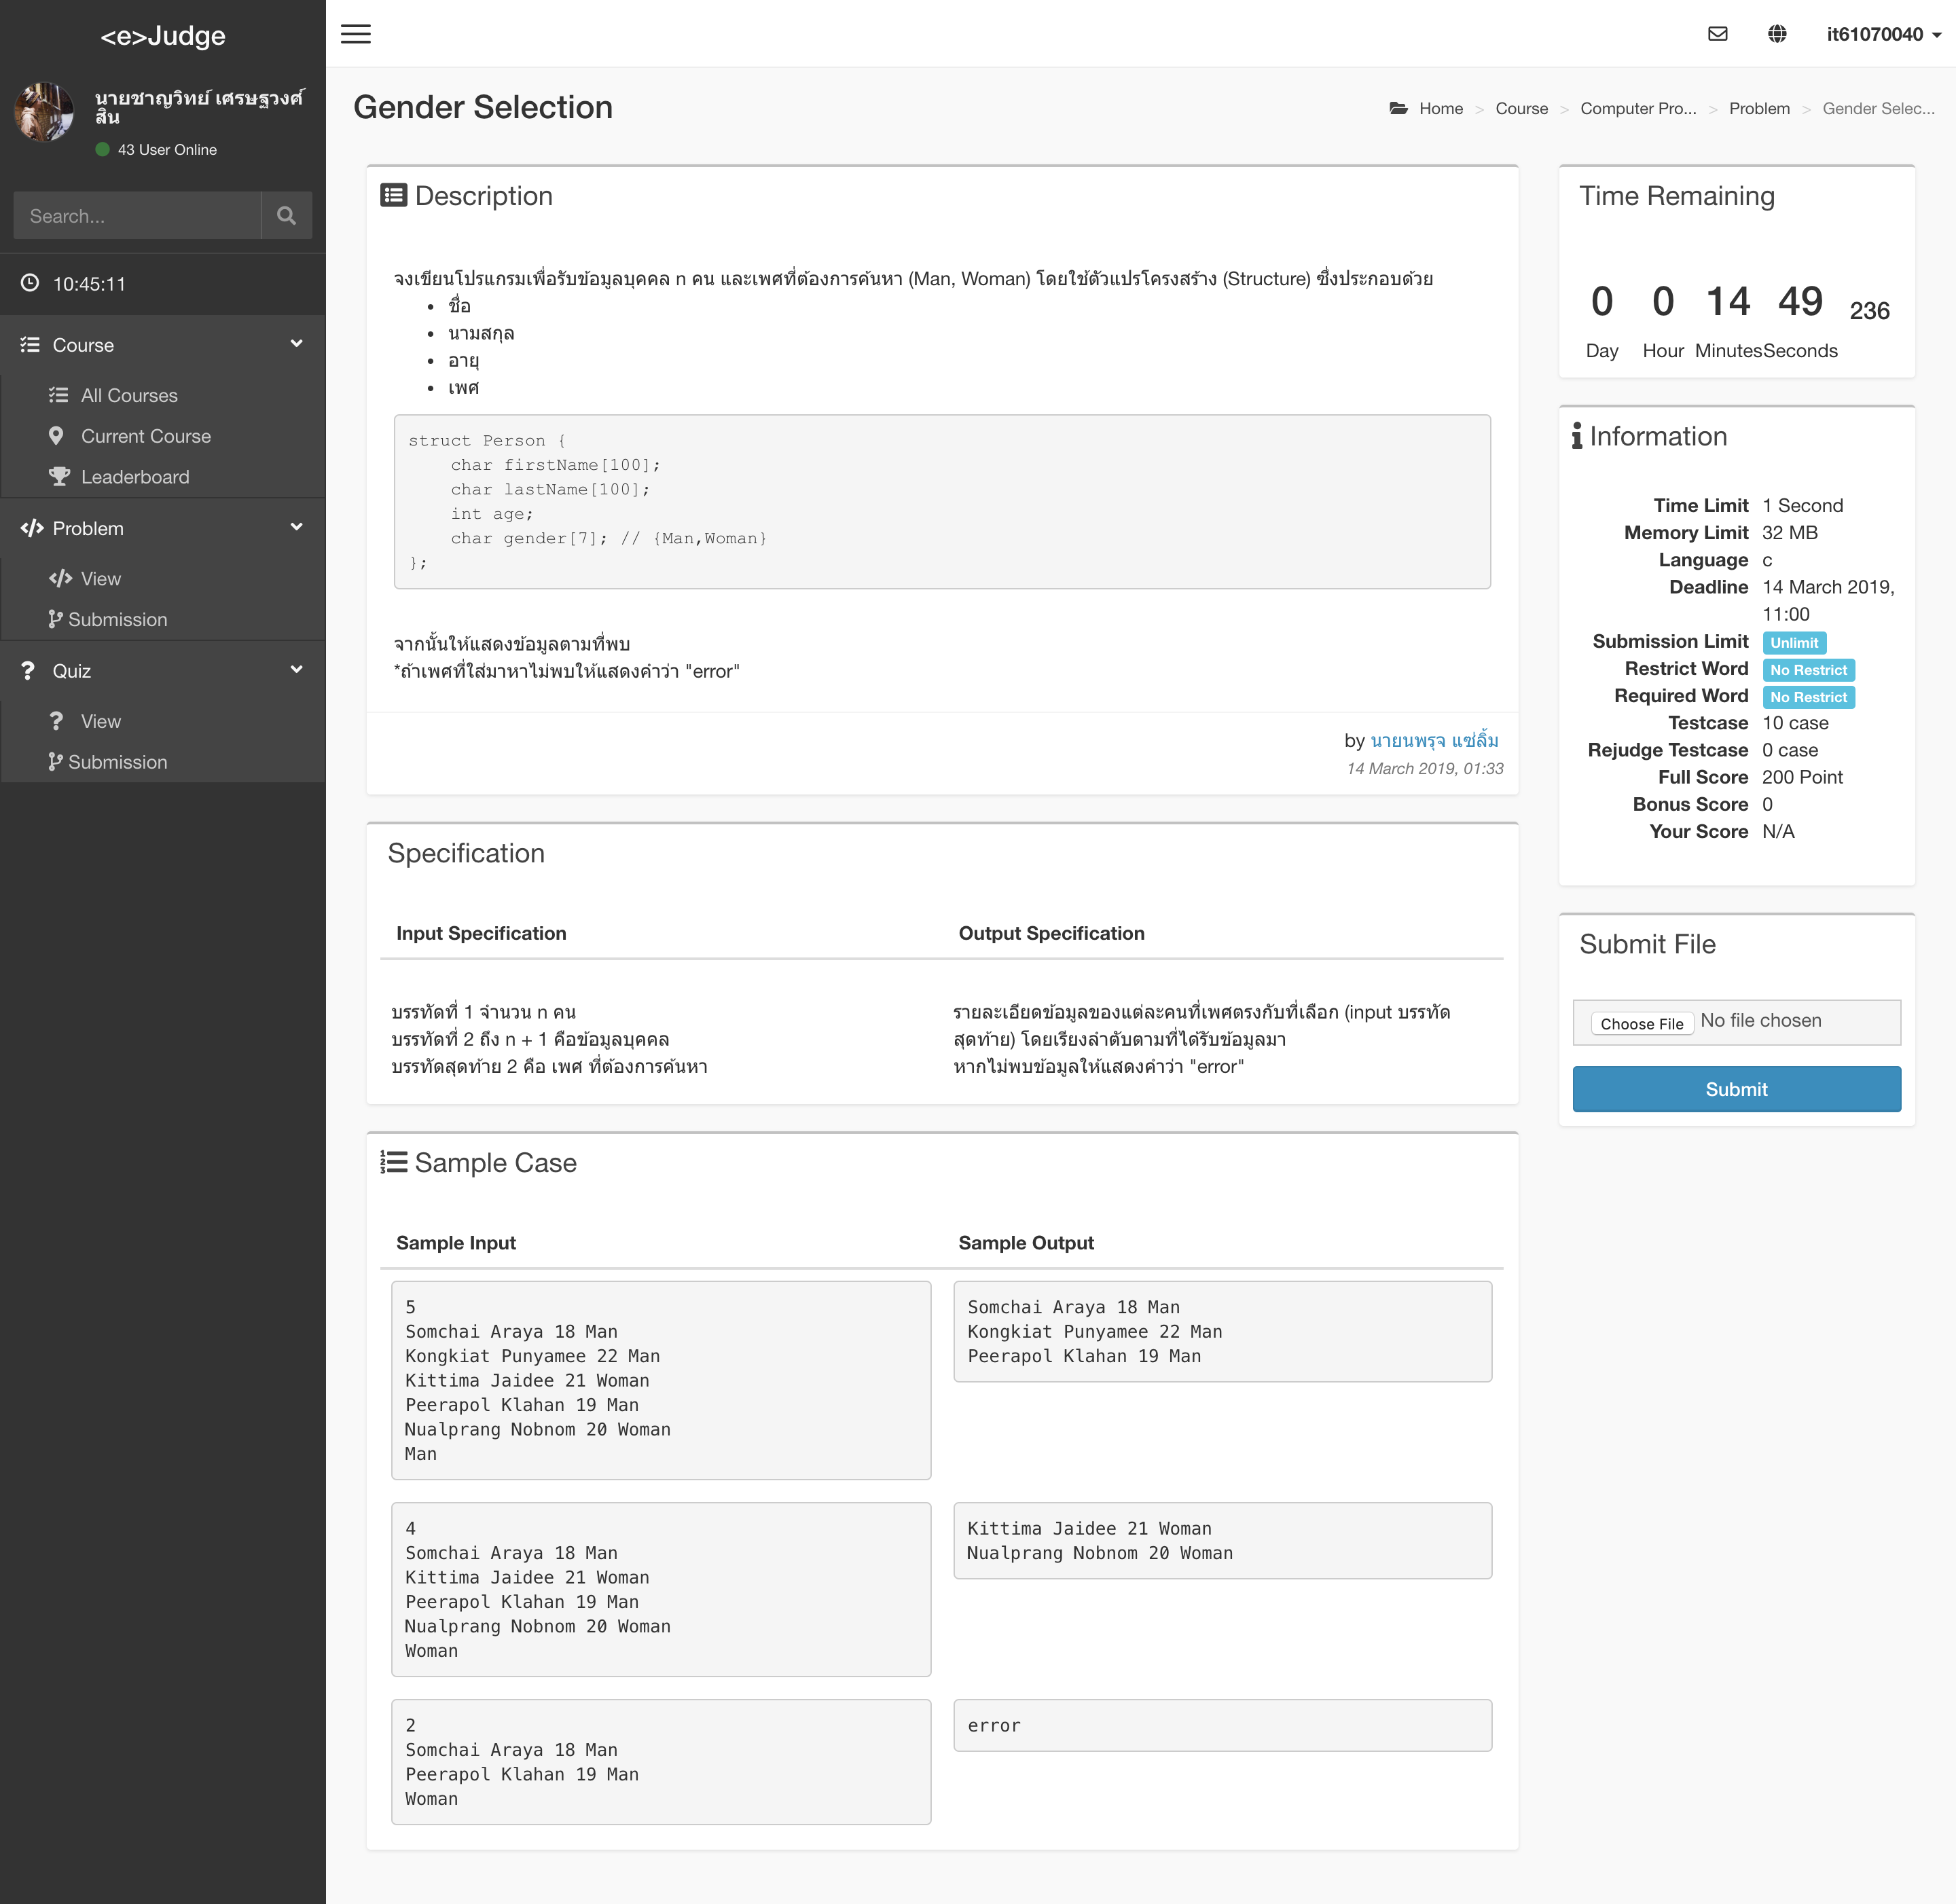 <e>Judge
it61070040
นายชาญวิทย์ เศรษฐวงศ์
สิน
43 User Online
Search...
10:45:11
Course
All Courses
Current Course
Leaderboard
Problem
View
Submission
Quiz
View
Submission
Gender Selection
Home > Course > Computer Pro... > Problem > Gender Selec...
Description
จงเขียนโปรแกรมเพื่อรับข้อมูลบุคคล n คน และเพศที่ต้องการค้นหา (Man, Woman) โดยใช้ตัวแปรโครงสร้าง (Structure) ซึ่งประกอบด้วย
• ชื่อ
• นามสกุล
• อายุ
• เพศ
struct Person {
    char firstName[100];
    char lastName[100];
    int age;
    char gender[7]; // {Man,Woman}
};
จากนั้นให้แสดงข้อมูลตามที่พบ
*ถ้าเพศที่ใส่มาหาไม่พบให้แสดงคำว่า "error"
by นายนพรุจ แซ่ลิ้ม
14 March 2019, 01:33
Specification
Input Specification
Output Specification
บรรทัดที่ 1 จำนวน n คน
บรรทัดที่ 2 ถึง n + 1 คือข้อมูลบุคคล
บรรทัดสุดท้าย 2 คือ เพศ ที่ต้องการค้นหา
รายละเอียดข้อมูลของแต่ละคนที่เพศตรงกับที่เลือก (input บรรทัด
สุดท้าย) โดยเรียงลำดับตามที่ได้รับข้อมูลมา
หากไม่พบข้อมูลให้แสดงคำว่า "error"
Sample Case
Sample Input
Sample Output
5
Somchai Araya 18 Man
Kongkiat Punyamee 22 Man
Kittima Jaidee 21 Woman
Peerapol Klahan 19 Man
Nualprang Nobnom 20 Woman
Man
Somchai Araya 18 Man
Kongkiat Punyamee 22 Man
Peerapol Klahan 19 Man
4
Somchai Araya 18 Man
Kittima Jaidee 21 Woman
Peerapol Klahan 19 Man
Nualprang Nobnom 20 Woman
Woman
Kittima Jaidee 21 Woman
Nualprang Nobnom 20 Woman
2
Somchai Araya 18 Man
Peerapol Klahan 19 Man
Woman
error
Time Remaining
0 0 14 49 236
Day Hour Minutes Seconds
Information
Time Limit 1 Second
Memory Limit 32 MB
Language c
Deadline 14 March 2019,
11:00
Submission Limit Unlimit
Restrict Word No Restrict
Required Word No Restrict
Testcase 10 case
Rejudge Testcase 0 case
Full Score 200 Point
Bonus Score 0
Your Score N/A
Submit File
Choose File No file chosen
Submit